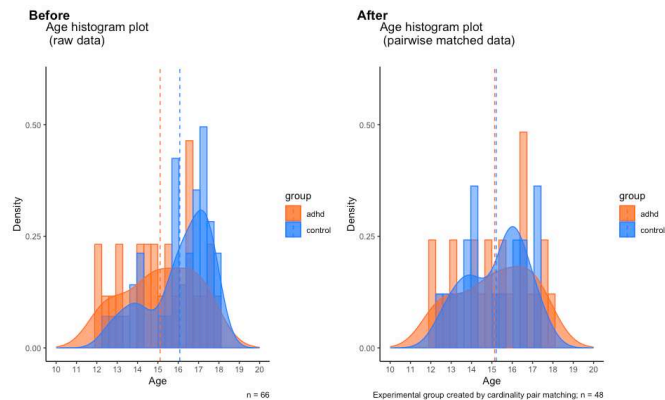 Before
Age histogram plot
(raw data)
0.50
0.25
0.00
Density
10 11 12 13 14 15 16 17 18 19 20
Age
group
adhd
control
n = 66
After
Age histogram plot
(pairwise matched data)
0.50
0.25
0.00
Density
10 11 12 13 14 15 16 17 18 19 20
Age
group
adhd
control
Experimental group created by cardinality pair matching; n = 48